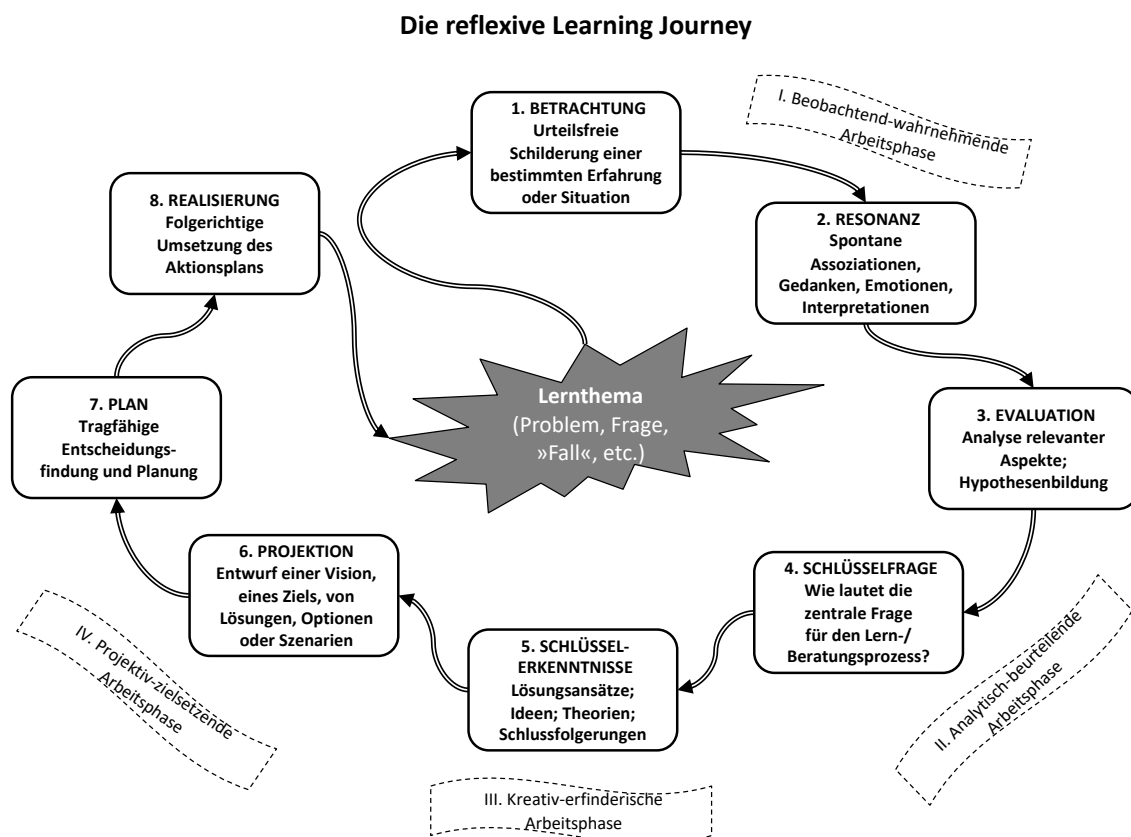 Die reflexive Learning Journey
1. BETRACHTUNG
Urteilsfreie
Schilderung einer
bestimmten Erfahrung
oder Situation
I. Beobachtend-wahrnehmende
Arbeitsphase
2. RESONANZ
Spontane
Assoziationen,
Gedanken, Emotionen,
Interpretationen
3. EVALUATION
Analyse relevanter
Aspekte;
Hypothesenbildung
4. SCHLÜSSELFRAGE
Wie lautet die
zentrale Frage
für den Lern-/
Beratungsprozess?
II. Analytisch-beurteilende
Arbeitsphase
5. SCHLÜSSEL-
ERKENNTNISSE
Lösungsansätze;
Ideen; Theorien;
Schlussfolgerungen
III. Kreativ-erfinderische
Arbeitsphase
6. PROJEKTION
Entwurf einer Vision,
eines Ziels, von
Lösungen, Optionen
oder Szenarien
IV. Projektiv-zielsetzende
Arbeitsphase
7. PLAN
Tragfähige
Entscheidungs-
findung und Planung
8. REALISIERUNG
Folgerichtige
Umsetzung des
Aktionsplans
Lernthema
(Problem, Frage,
»Fall«, etc.)